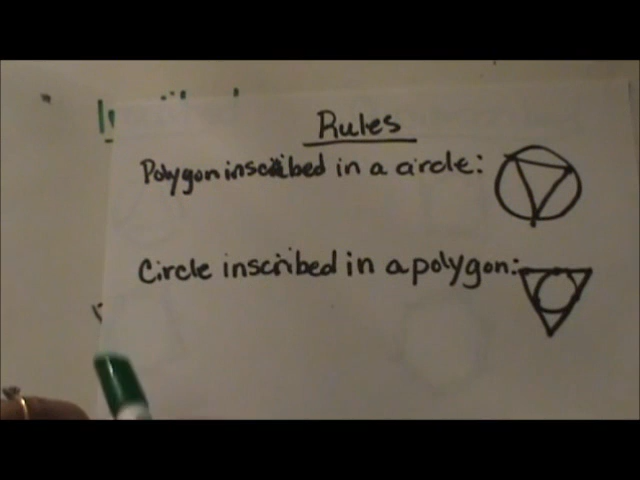 Rules
Polygon inscribed in a circle:
Circle inscribed in a polygon: